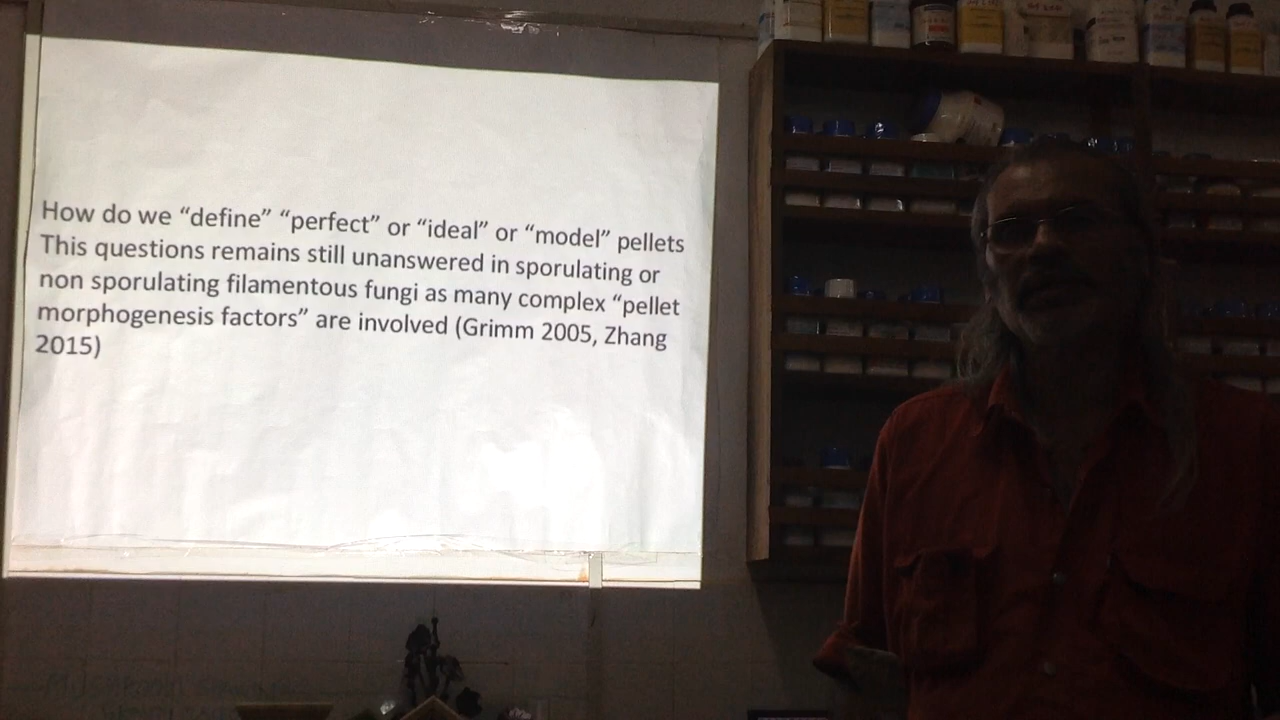 How do we “define” “perfect” or “ideal” or “model” pellets
This questions remains still unanswered in sporulating or
non sporulating filamentous fungi as many complex “pellet
morphogenesis factors” are involved (Grimm 2005, Zhang
2015)